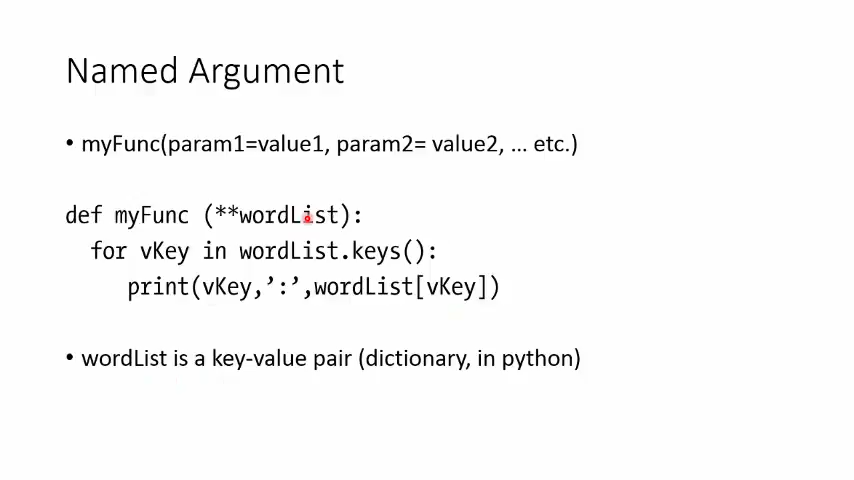 Named Argument
• myFunc(param1=value1, param2= value2, ... etc.)
def myFunc (**wordList):
for vKey in wordList.keys():
print(vKey,’:’,wordList[vKey])
• wordList is a key-value pair (dictionary, in python)